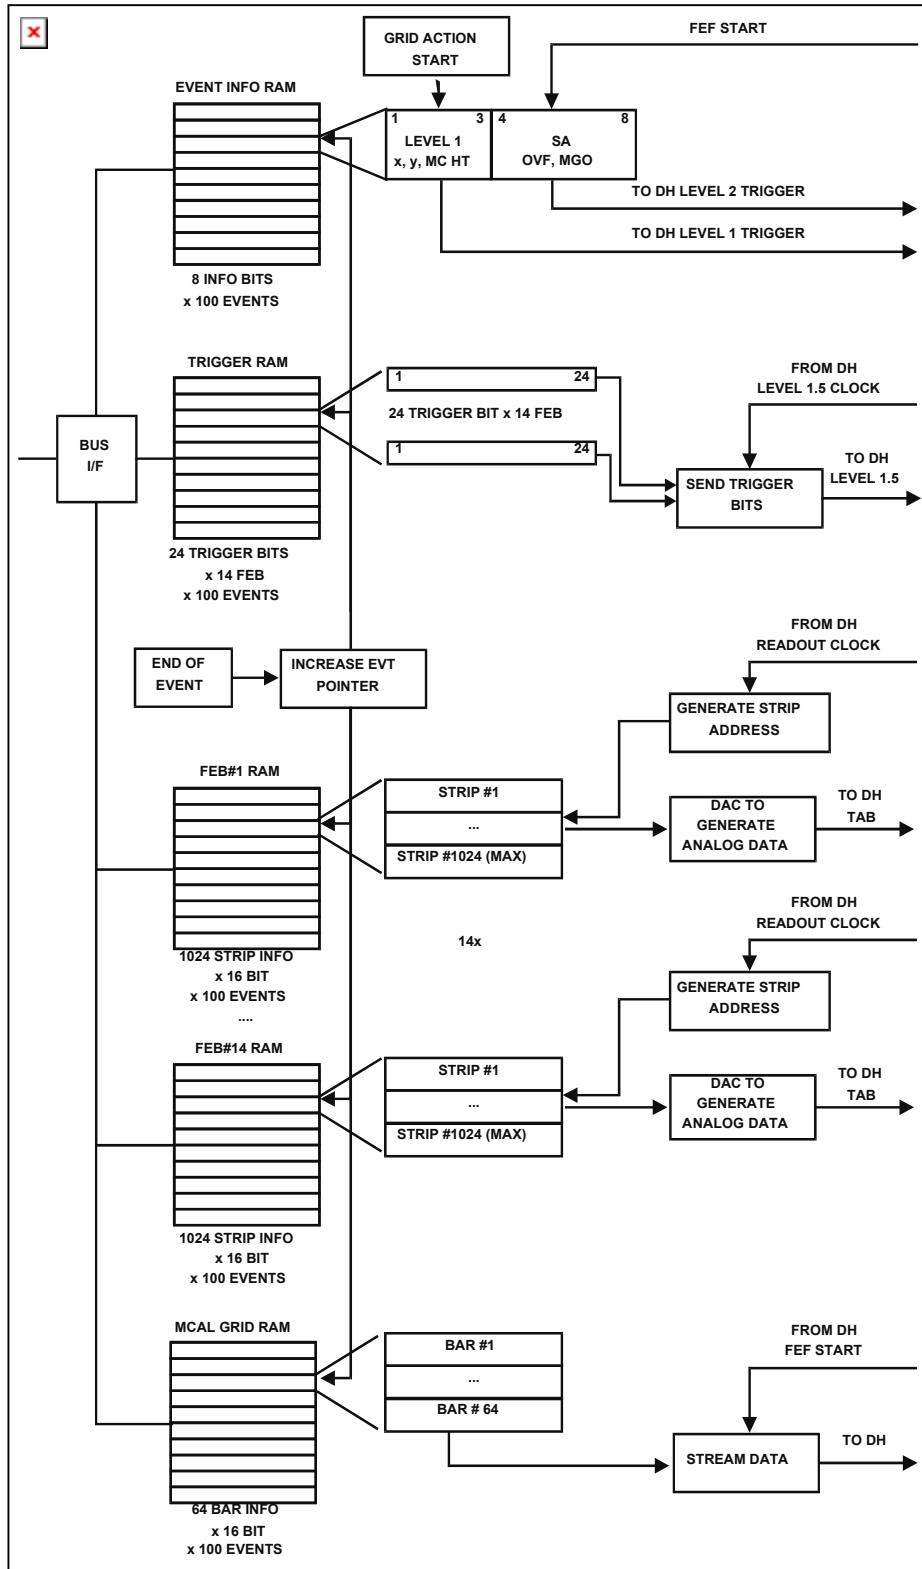 GRID ACTION
START
FEF START
EVENT INFO RAM
1 3 4 8
LEVEL 1
x, y, MC HT
SA
OVF, MGO
TO DH LEVEL 2 TRIGGER
TO DH LEVEL 1 TRIGGER
8 INFO BITS
x 100 EVENTS
TRIGGER RAM
1 24
24 TRIGGER BIT x 14 FEB
1 24
FROM DH
LEVEL 1.5 CLOCK
BUS
I/F
TO DH
LEVEL 1.5
SEND TRIGGER
BITS
24 TRIGGER BITS
x 14 FEB
x 100 EVENTS
FROM DH
READOUT CLOCK
END OF
EVENT
INCREASE EVT
POINTER
GENERATE STRIP
ADDRESS
FEB#1 RAM
STRIP #1
...
STRIP #1024 (MAX)
DAC TO
GENERATE
ANALOG DATA
TO DH
TAB
FROM DH
READOUT CLOCK
14x
1024 STRIP INFO
x 16 BIT
x 100 EVENTS
....
GENERATE STRIP
ADDRESS
FEB#14 RAM
STRIP #1
...
STRIP #1024 (MAX)
DAC TO
GENERATE
ANALOG DATA
TO DH
TAB
1024 STRIP INFO
x 16 BIT
x 100 EVENTS
MCAL GRID RAM
BAR #1
...
BAR # 64
FROM DH
FEF START
STREAM DATA
TO DH
64 BAR INFO
x 16 BIT
x 100 EVENTS